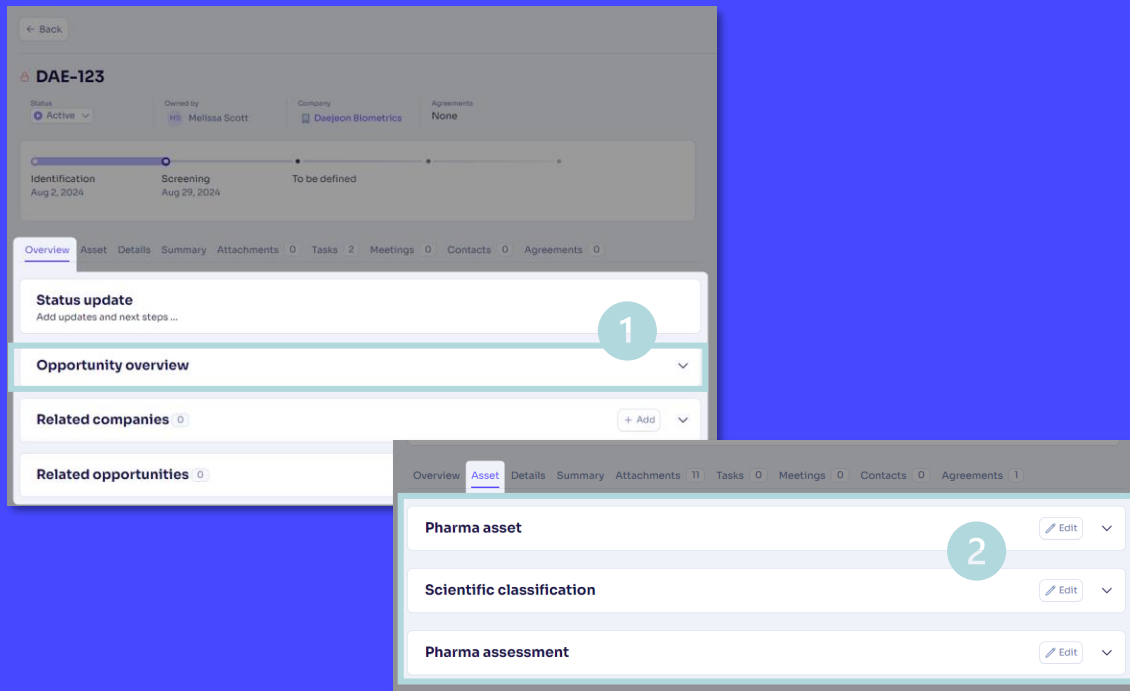 ← Back
DAE-123
Status
Owned by
Company
Agreements
Active
MS Melissa Scott
Daejeon Biometrics
None
Identification
Screening
To be defined
Aug 2, 2024
Aug 29, 2024
Overview Asset Details Summary Attachments 0 Tasks 2 Meetings 0 Contacts 0 Agreements 0
Status update
Add updates and next steps ...
1
Opportunity overview
Related companies 0
+ Add
Related opportunities 0
Overview Asset Details Summary Attachments 11 Tasks 0 Meetings 0 Contacts 0 Agreements 1
Pharma asset
Edit
2
Scientific classification
Edit
Pharma assessment
Edit